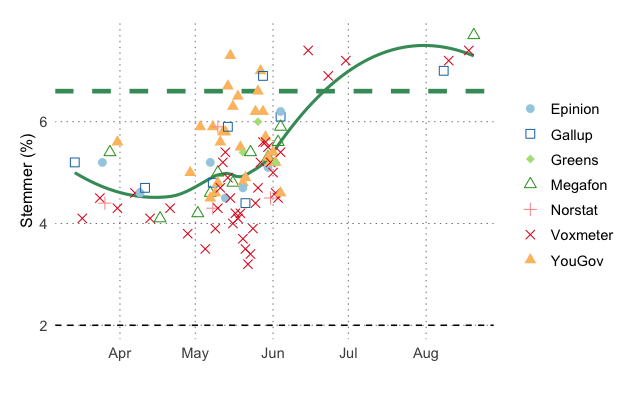 Stemmer (%)
6
4
2
Apr May Jun Jul Aug
Epinion
Gallup
Greens
Megafon
Norstat
Voxmeter
YouGov